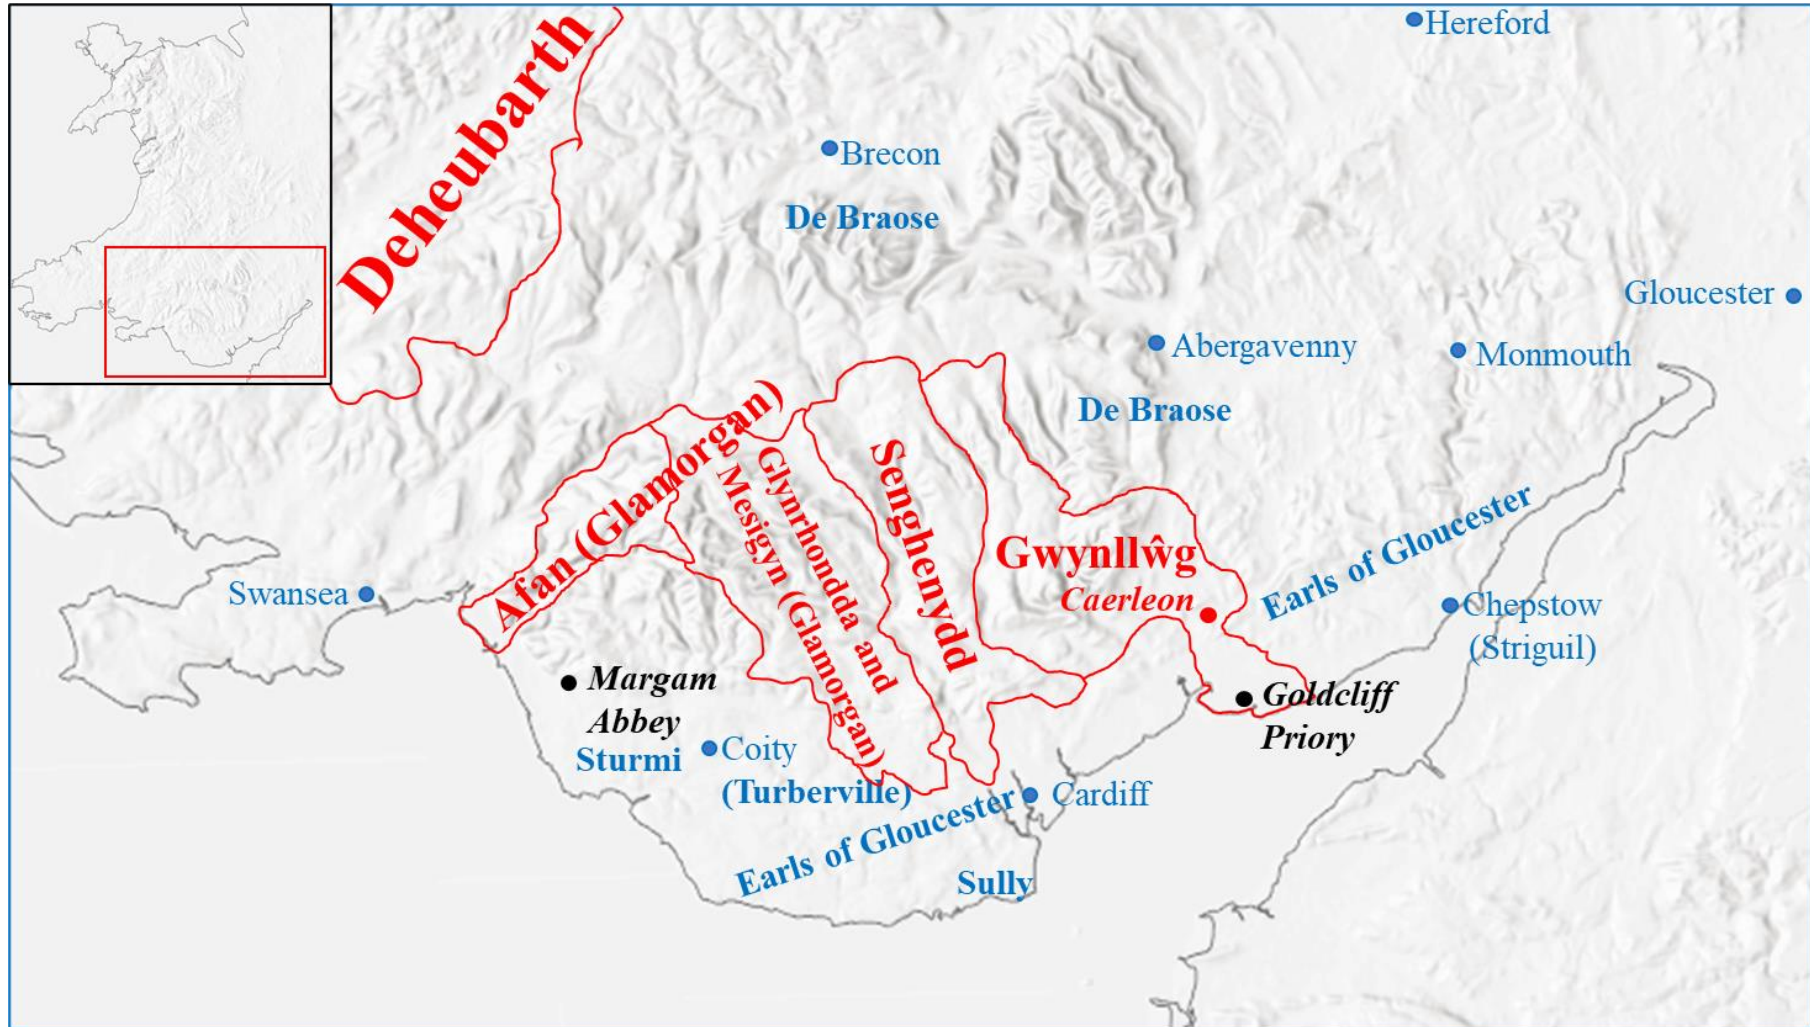 Hereford
Deheubarth
Brecon
De Braose
Gloucester
Abergavenny
Monmouth
De Braose
Afan (Glamorgan)
Glynrhondda and
Mesigyn (Glamorgan)
Senghenydd
Gwynllŵg
Caerleon
Earls of Gloucester
Swansea
Chepstow
(Striguil)
Margam
Abbey
Goldcliff
Priory
Sturmi
Coity
(Turberville)
Earls of Gloucester
Cardiff
Sully